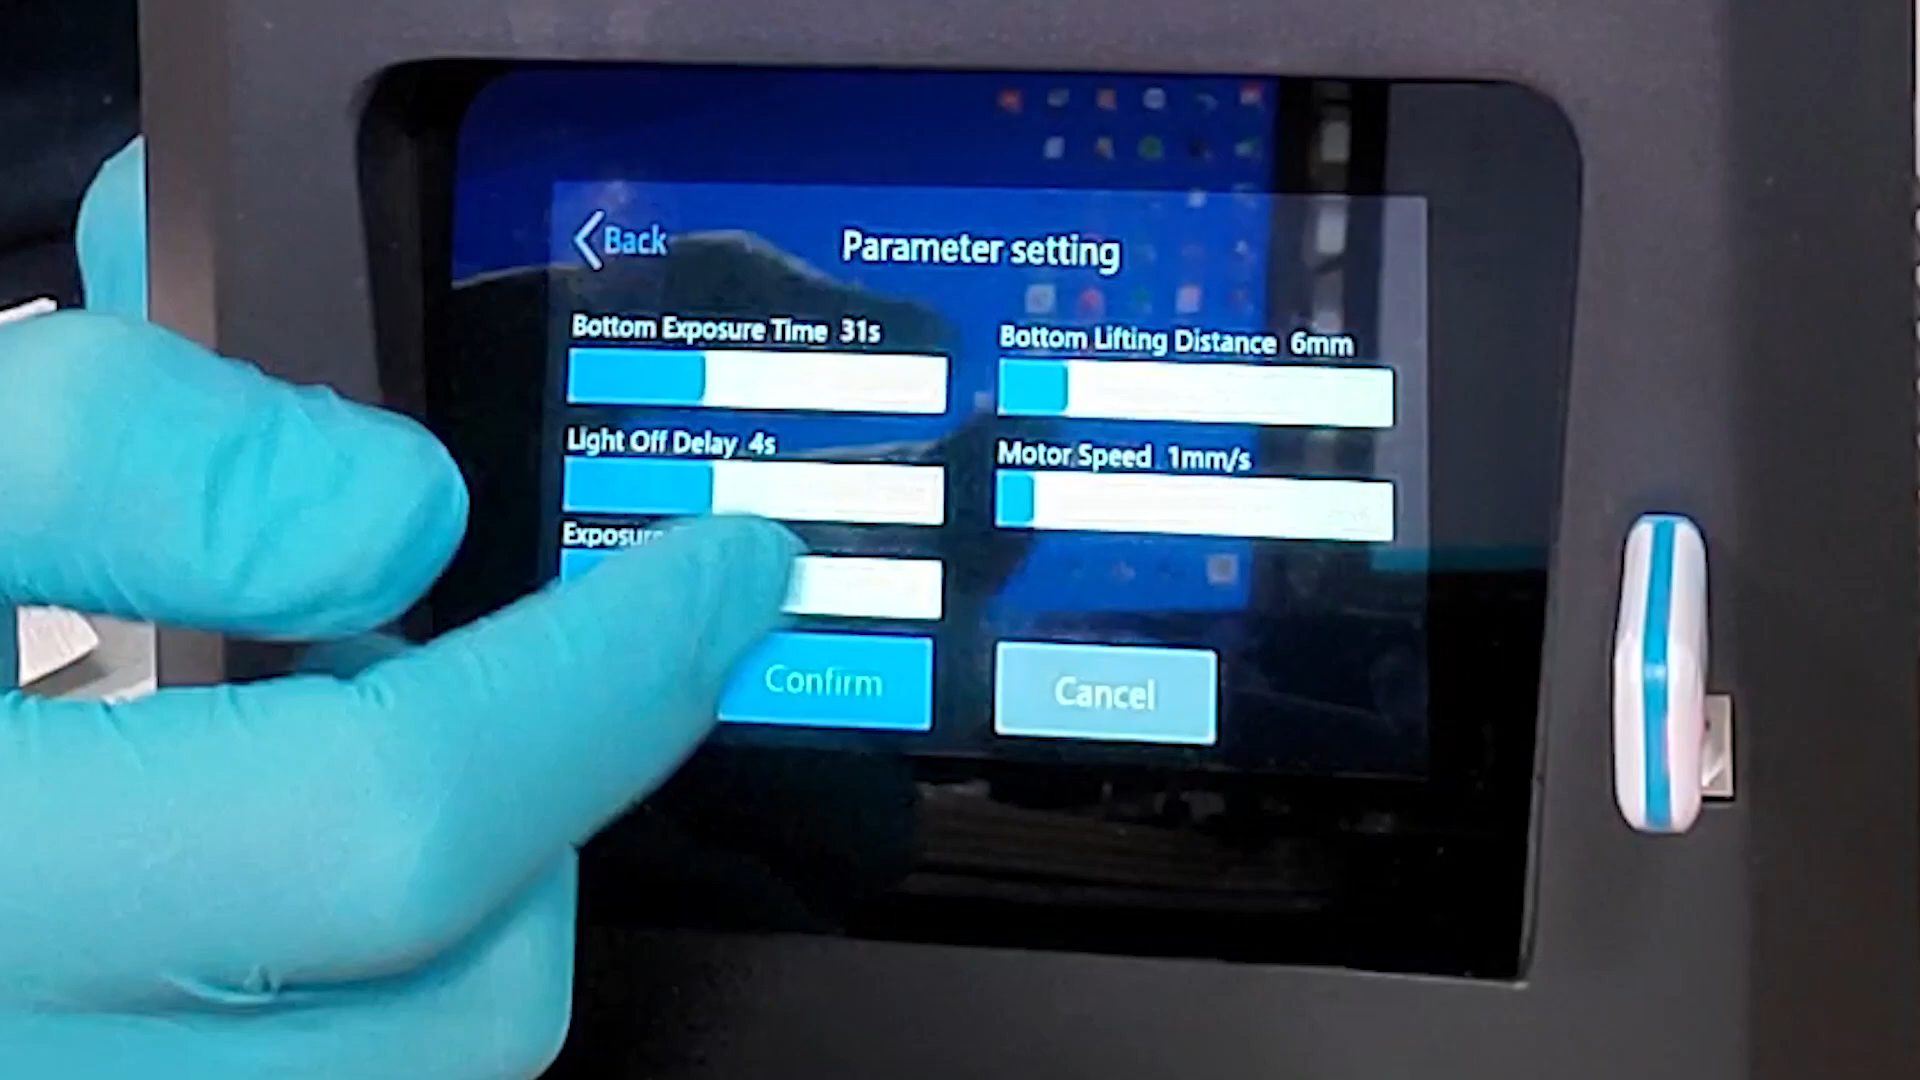 Back
Parameter setting
Bottom Exposure Time 31s
Bottom Lifting Distance 6mm
Light Off Delay 4s
Motor Speed 1mm/s
Exposure
Confirm
Cancel